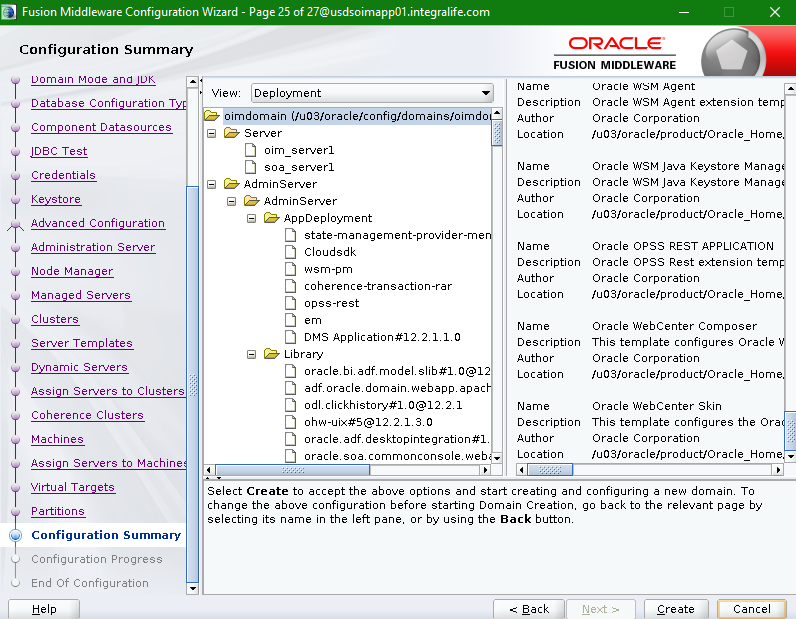 Fusion Middleware Configuration Wizard - Page 25 of 27@usdsoimapp01.integralife.com
Configuration Summary
ORACLE
FUSION MIDDLEWARE
Domain Mode and JDK
Database Configuration Typ
Component Datasources
JDBC Test
Credentials
Keystore
Advanced Configuration
Administration Server
Node Manager
Managed Servers
Clusters
Server Templates
Dynamic Servers
Assign Servers to Clusters
Coherence Clusters
Machines
Assign Servers to Machines
Virtual Targets
Partitions
Configuration Summary
Configuration Progress
End Of Configuration
View: Deployment
oimdomain (/u03/oracle/config/domains/oimdo
Server
oim_server1
soa_server1
AdminServer
AdminServer
AppDeployment
state-management-provider-men
Cloudsdk
wsm-pm
coherence-transaction-rar
opss-rest
em
DMS Application#12.2.1.1.0
Library
oracle.bi.adf.model.slib#1.0@12
adf.oracle.domain.webapp.apach
odl.clickhistory#1.0@12.2.1
ohw-uix#5@12.2.1.3.0
oracle.adf.desktopintegration#1.
oracle.soa.commonconsole.weba
Name Oracle WSM Agent
Description Oracle WSM Agent extension temp
Author Oracle Corporation
Location /u03/oracle/product/Oracle_Home,
Name Oracle WSM Java Keystore Manage
Description Oracle WSM Java Keystore Manage
Author Oracle Corporation
Location /u03/oracle/product/Oracle_Home,
Name Oracle OPSS REST APPLICATION
Description Oracle OPSS Rest extension temp
Author Oracle Corporation
Location /u03/oracle/product/Oracle_Home,
Name Oracle WebCenter Composer
Description This template configures Oracle W
Author Oracle Corporation
Location /u03/oracle/product/Oracle_Home,
Name Oracle WebCenter Skin
Description This template configures the Orac
Author Oracle Corporation
Location /u03/oracle/product/Oracle_Home,
Select Create to accept the above options and start creating and configuring a new domain. To
change the above configuration before starting Domain Creation, go back to the relevant page by
selecting its name in the left pane, or by using the Back button.
Help
< Back
Next >
Create
Cancel